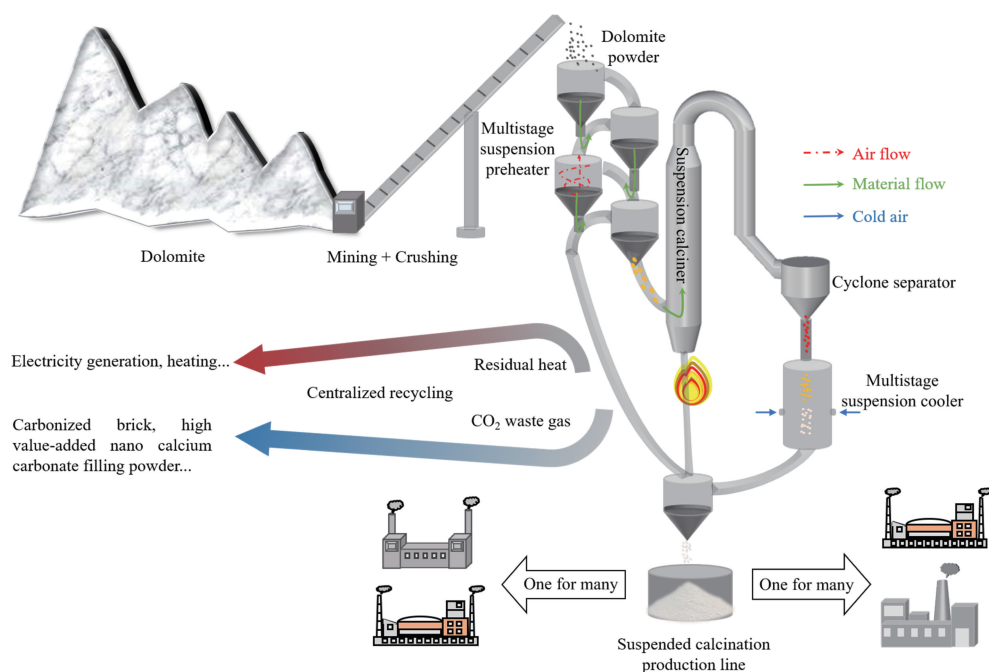 Dolomite
powder
Multistage
suspension
preheater
Suspension calciner
Air flow
Material flow
Cold air
Dolomite
Mining + Crushing
Cyclone separator
Electricity generation, heating...
Residual heat
Centralized recycling
Multistage
suspension cooler
CO₂ waste gas
Carbonized brick, high
value-added nano calcium
carbonate filling powder...
One for many
One for many
Suspended calcination
production line